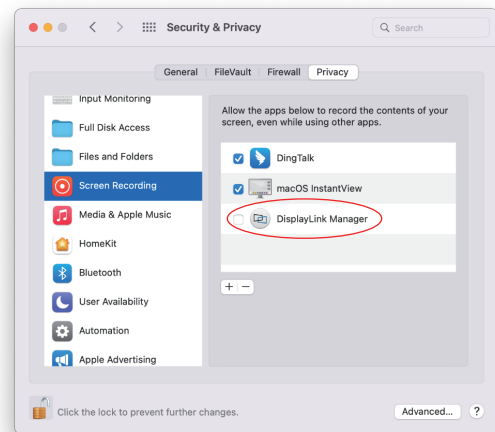 Security & Privacy
Search
General
FileVault
Firewall
Privacy
Input Monitoring
Full Disk Access
Files and Folders
Screen Recording
Media & Apple Music
HomeKit
Bluetooth
User Availability
Automation
Apple Advertising
Allow the apps below to record the contents of your
screen, even while using other apps.
DingTalk
macOS InstantView
DisplayLink Manager
+ −
Click the lock to prevent further changes.
Advanced...
?